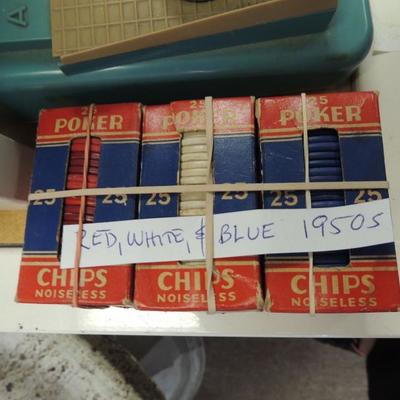 A
25 25 25
POKER POKER POKER
25 25 25 25 25 25
RED, WHITE, & BLUE 1950s
CHIPS CHIPS CHIPS
NOISELESS NOISELESS NOISELESS